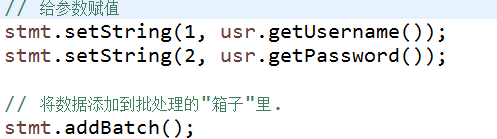 // 给参数赋值
stmt.setString(1, usr.getUsername());
stmt.setString(2, usr.getPassword());
// 将数据添加到批处理的"箱子"里.
stmt.addBatch();